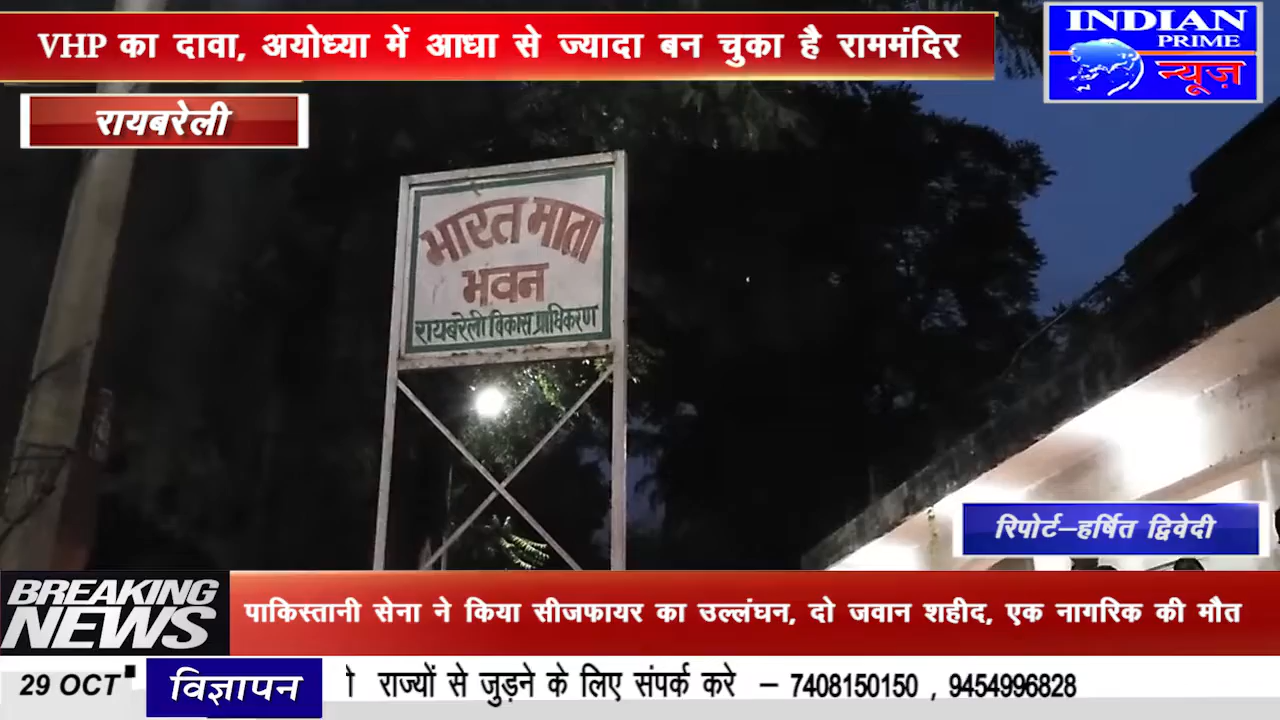 VHP का दावा, अयोध्या में आधा से ज्यादा बन चुका है राममंदिर
INDIAN
PRIME
न्यूज़
रायबरेली
भारत माता
भवन
रायबरेली विकास प्राधिकरण
रिपोर्ट–हर्षित द्विवेदी
BREAKING
NEWS
पाकिस्तानी सेना ने किया सीजफायर का उल्लंघन, दो जवान शहीद, एक नागरिक की मौत
29 OCT
विज्ञापन
राज्यों से जुड़ने के लिए संपर्क करे – 7408150150 , 9454996828